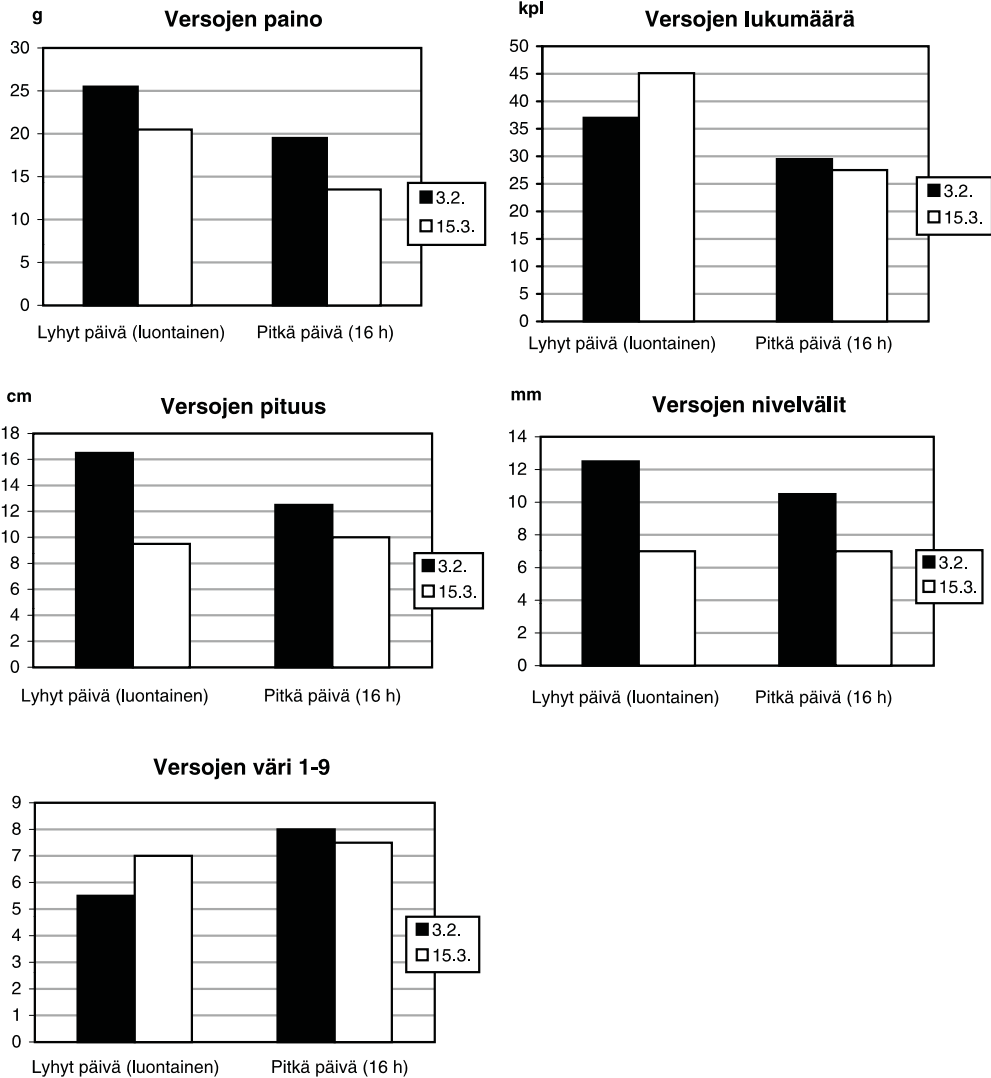 g
Versojen paino
30
25
20
15
10
5
0
3.2.
15.3.
Lyhyt päivä (luontainen)
Pitkä päivä (16 h)
kpl
Versojen lukumäärä
50
45
40
35
30
25
20
15
10
5
0
3.2.
15.3.
Lyhyt päivä (luontainen)
Pitkä päivä (16 h)
cm
Versojen pituus
18
16
14
12
10
8
6
4
2
0
3.2.
15.3.
Lyhyt päivä (luontainen)
Pitkä päivä (16 h)
mm
Versojen nivelvälit
14
12
10
8
6
4
2
0
3.2.
15.3.
Lyhyt päivä (luontainen)
Pitkä päivä (16 h)
Versojen väri 1-9
9
8
7
6
5
4
3
2
1
0
3.2.
15.3.
Lyhyt päivä (luontainen)
Pitkä päivä (16 h)